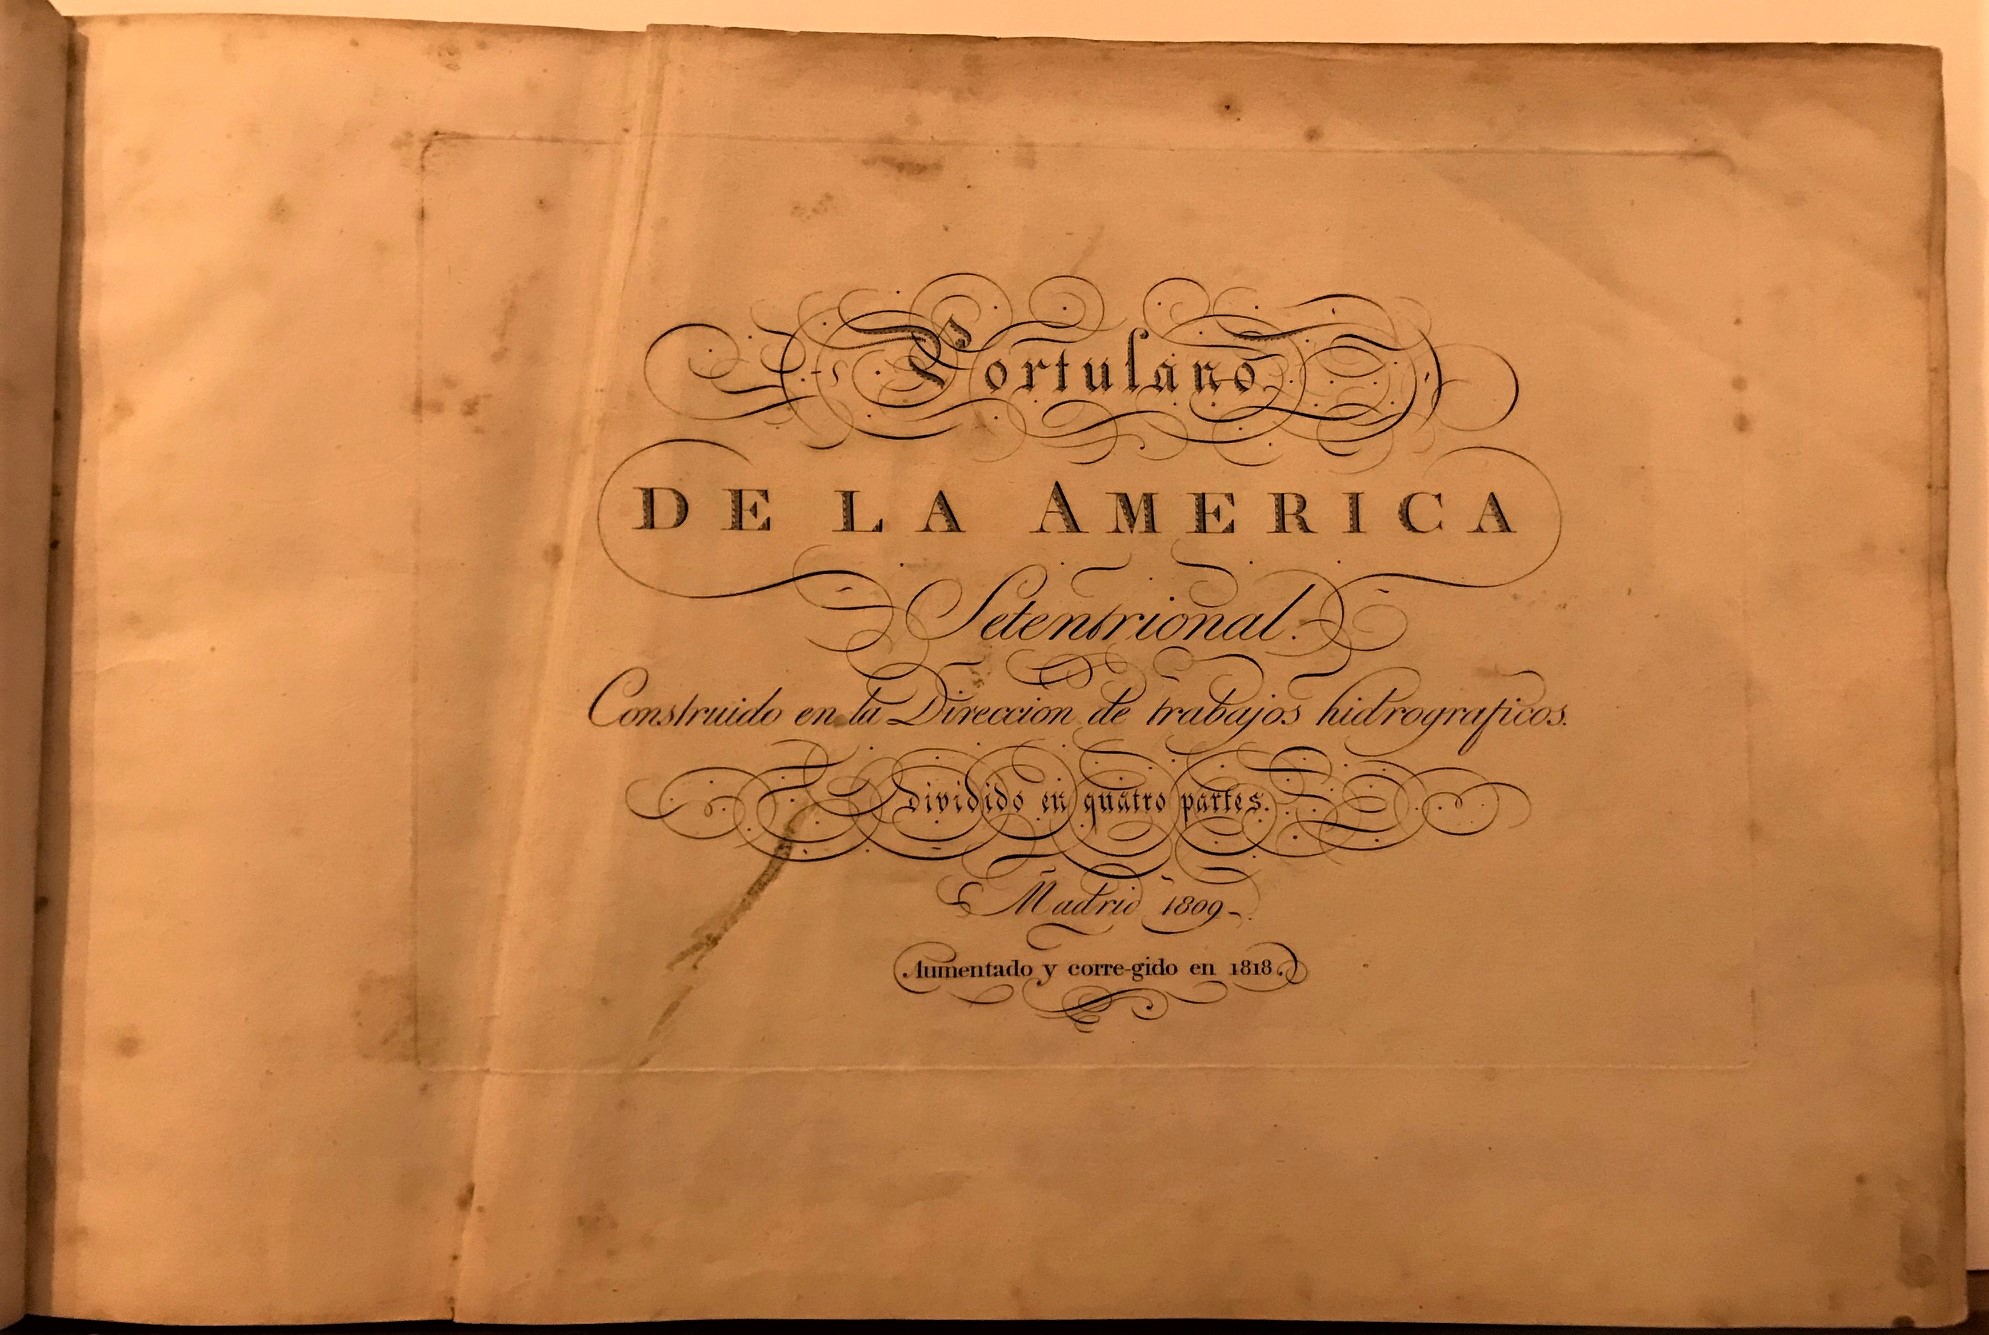 Portulano
DE LA AMERICA
Setentrional.
Construido en la Direccion de trabajos hidrograficos.
Dividido en quatro partes.
Madrid 1809.
Aumentado y corre-gido en 1818.